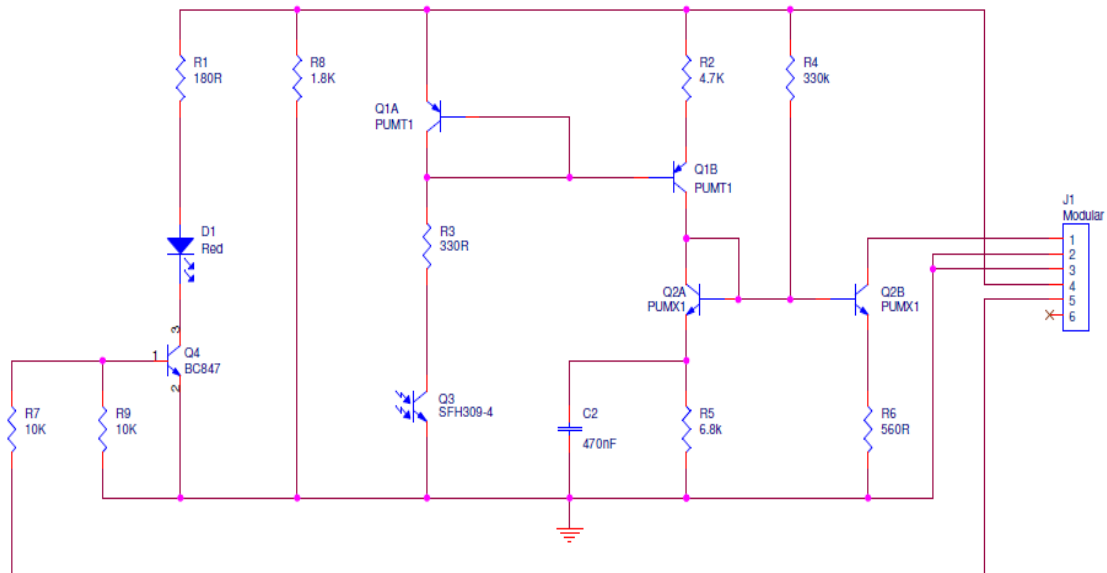 R1
180R
R8
1.8K
R2
4.7K
R4
330k
Q1A
PUMT1
Q1B
PUMT1
J1
Modular
D1
Red
R3
330R
1
2
3
4
5
6
Q2A
PUMX1
Q2B
PUMX1
3
1
Q4
BC847
2
Q3
SFH309-4
R7
10K
R9
10K
C2
470nF
R5
6.8k
R6
560R